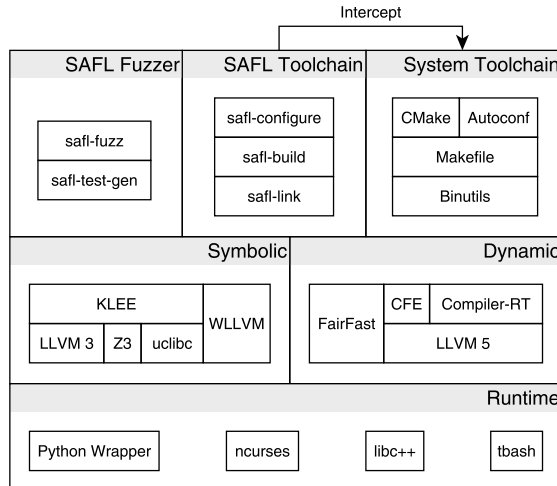 Intercept
SAFL Fuzzer
SAFL Toolchain
System Toolchain
safl-fuzz
safl-test-gen
safl-configure
safl-build
safl-link
CMake
Autoconf
Makefile
Binutils
Symbolic
Dynamic
KLEE
WLLVM
LLVM 3
Z3
uclibc
FairFast
CFE
Compiler-RT
LLVM 5
Runtime
Python Wrapper
ncurses
libc++
tbash